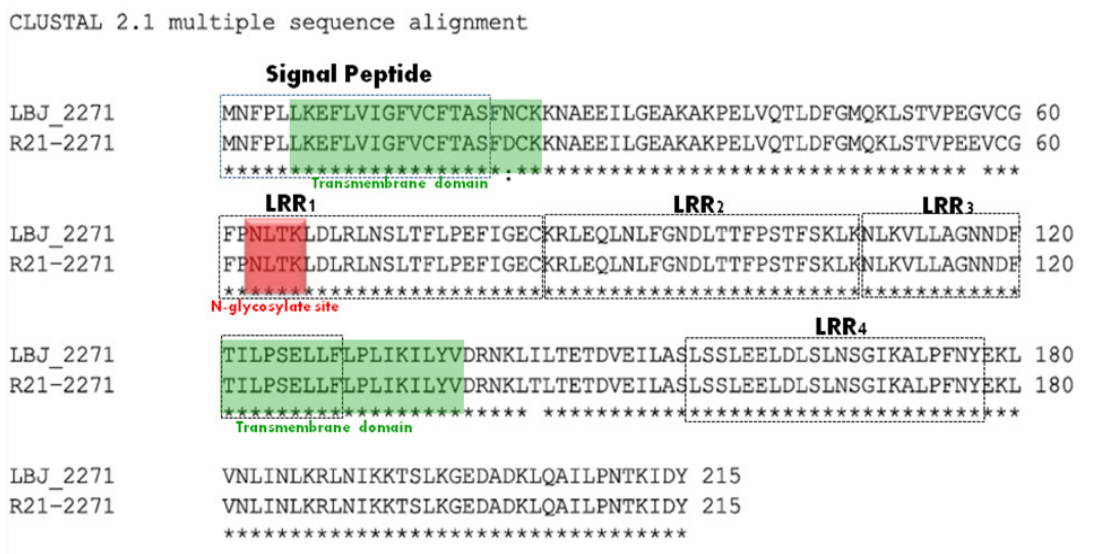 CLUSTAL 2.1 multiple sequence alignment
Signal Peptide
LBJ_2271 MNFPLLKEFLVIGFVCFTASFNCKKNAEEILGEAKAKPELVQTLDFGMQKLSTVPEGVCG 60
R21-2271 MNFPLLKEFLVIGFVCFTASFDCKKNAEEILGEAKAKPELVQTLDFGMQKLSTVPEEVCG 60
*********************:********************************** ***
Transmembrane domain
LRR1 LRR2 LRR3
LBJ_2271 FPNLTKLDLRLNSLTFLPEFIGECKRLEQLNLFGNDLTTFPSTFSKLKNLKVLLAGNNDF 120
R21-2271 FPNLTKLDLRLNSLTFLPEFIGECKRLEQLNLFGNDLTTFPSTFSKLKNLKVLLAGNNDF 120
************************************************************
N-glycosylate site
LRR4
LBJ_2271 TILPSELLFLPLIKILYVDRNKLILTETDVEILASLSSLEELDLSLNSGIKALPFNYEKL 180
R21-2271 TILPSELLFLPLIKILYVDRNKLTLTETDVEILASLSSLEELDLSLNSGIKALPFNYEKL 180
*********************** ************************************
Transmembrane domain
LBJ_2271 VNLINLKRLNIKKTSLKGEDADKLQAILPNTKIDY 215
R21-2271 VNLINLKRLNIKKTSLKGEDADKLQAILPNTKIDY 215
***********************************